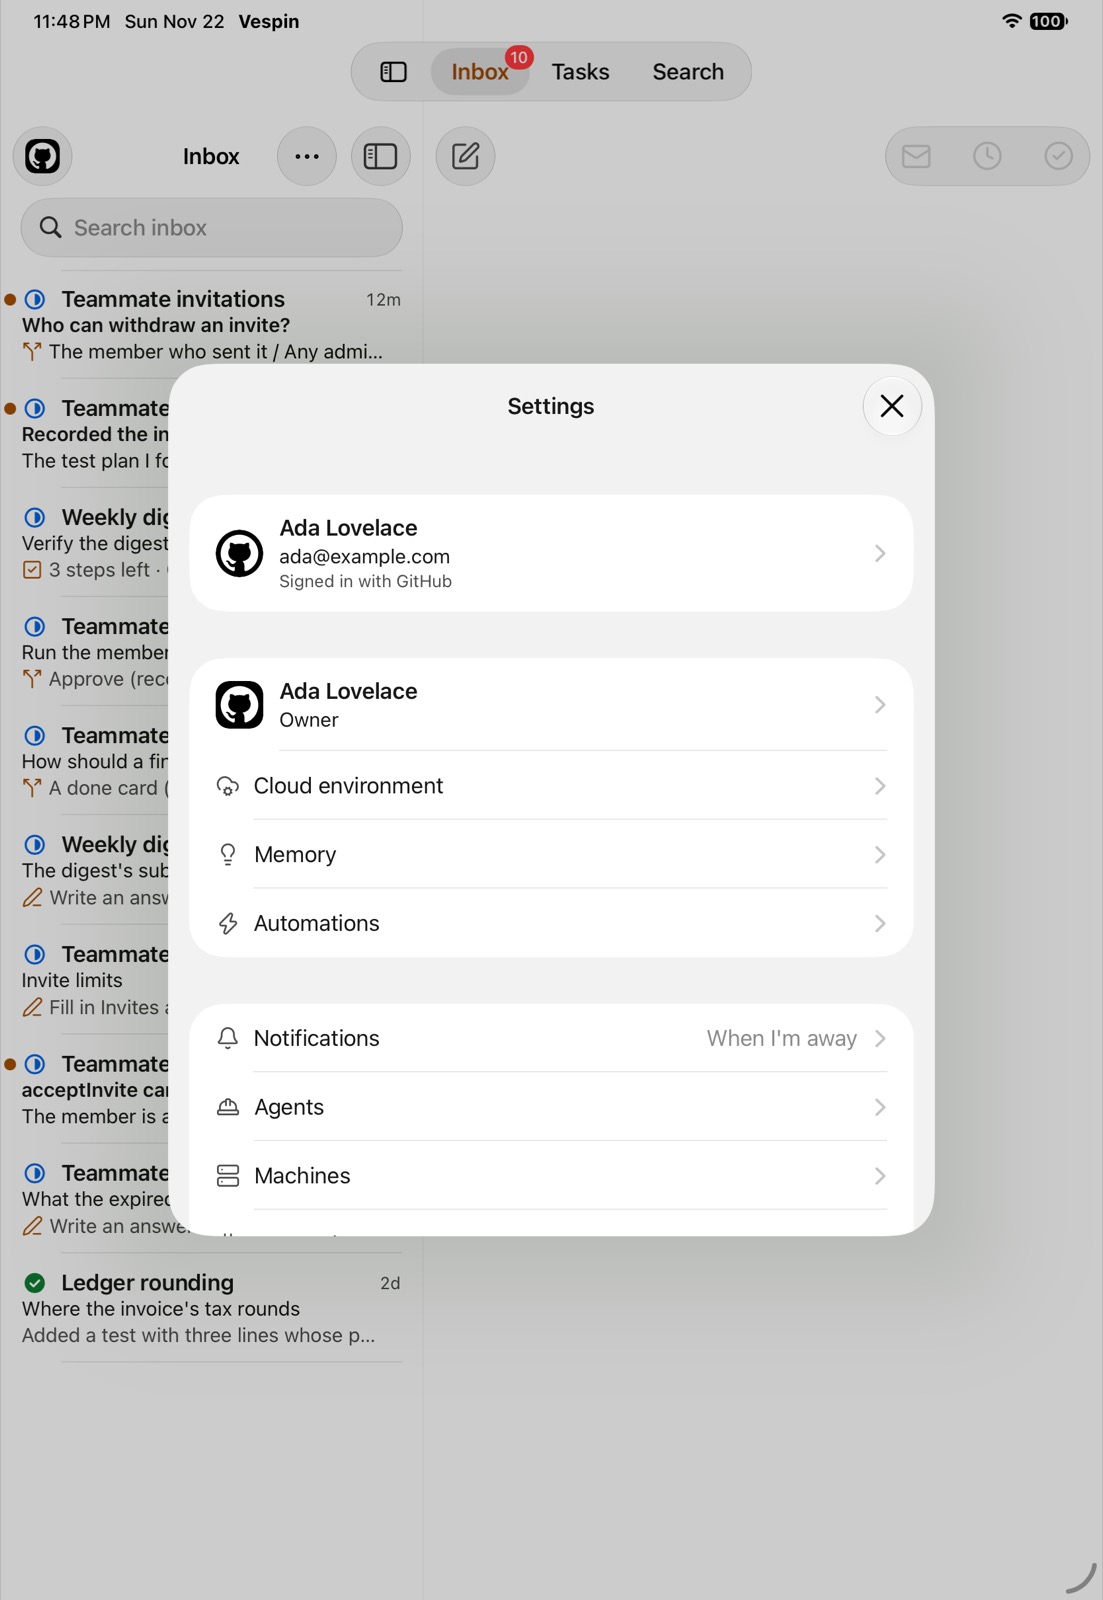 11:48 PM Sun Nov 22 Vespin
100
Inbox 10 Tasks Search
Inbox
Search inbox
Teammate invitations 12m
Who can withdraw an invite?
The member who sent it / Any admi...
Teammate
Recorded the in
The test plan I fo
Weekly dig
Verify the digest
3 steps left ·
Teammate
Run the member
Approve (rec
Teammate
How should a fin
A done card (
Weekly dig
The digest's sub
Write an answ
Teammate
Invite limits
Fill in Invites a
Teammate
acceptInvite car
The member is a
Teammate
What the expired
Write an answe
Ledger rounding 2d
Where the invoice's tax rounds
Added a test with three lines whose p...
Settings
Ada Lovelace
ada@example.com
Signed in with GitHub
Ada Lovelace
Owner
Cloud environment
Memory
Automations
Notifications When I'm away
Agents
Machines